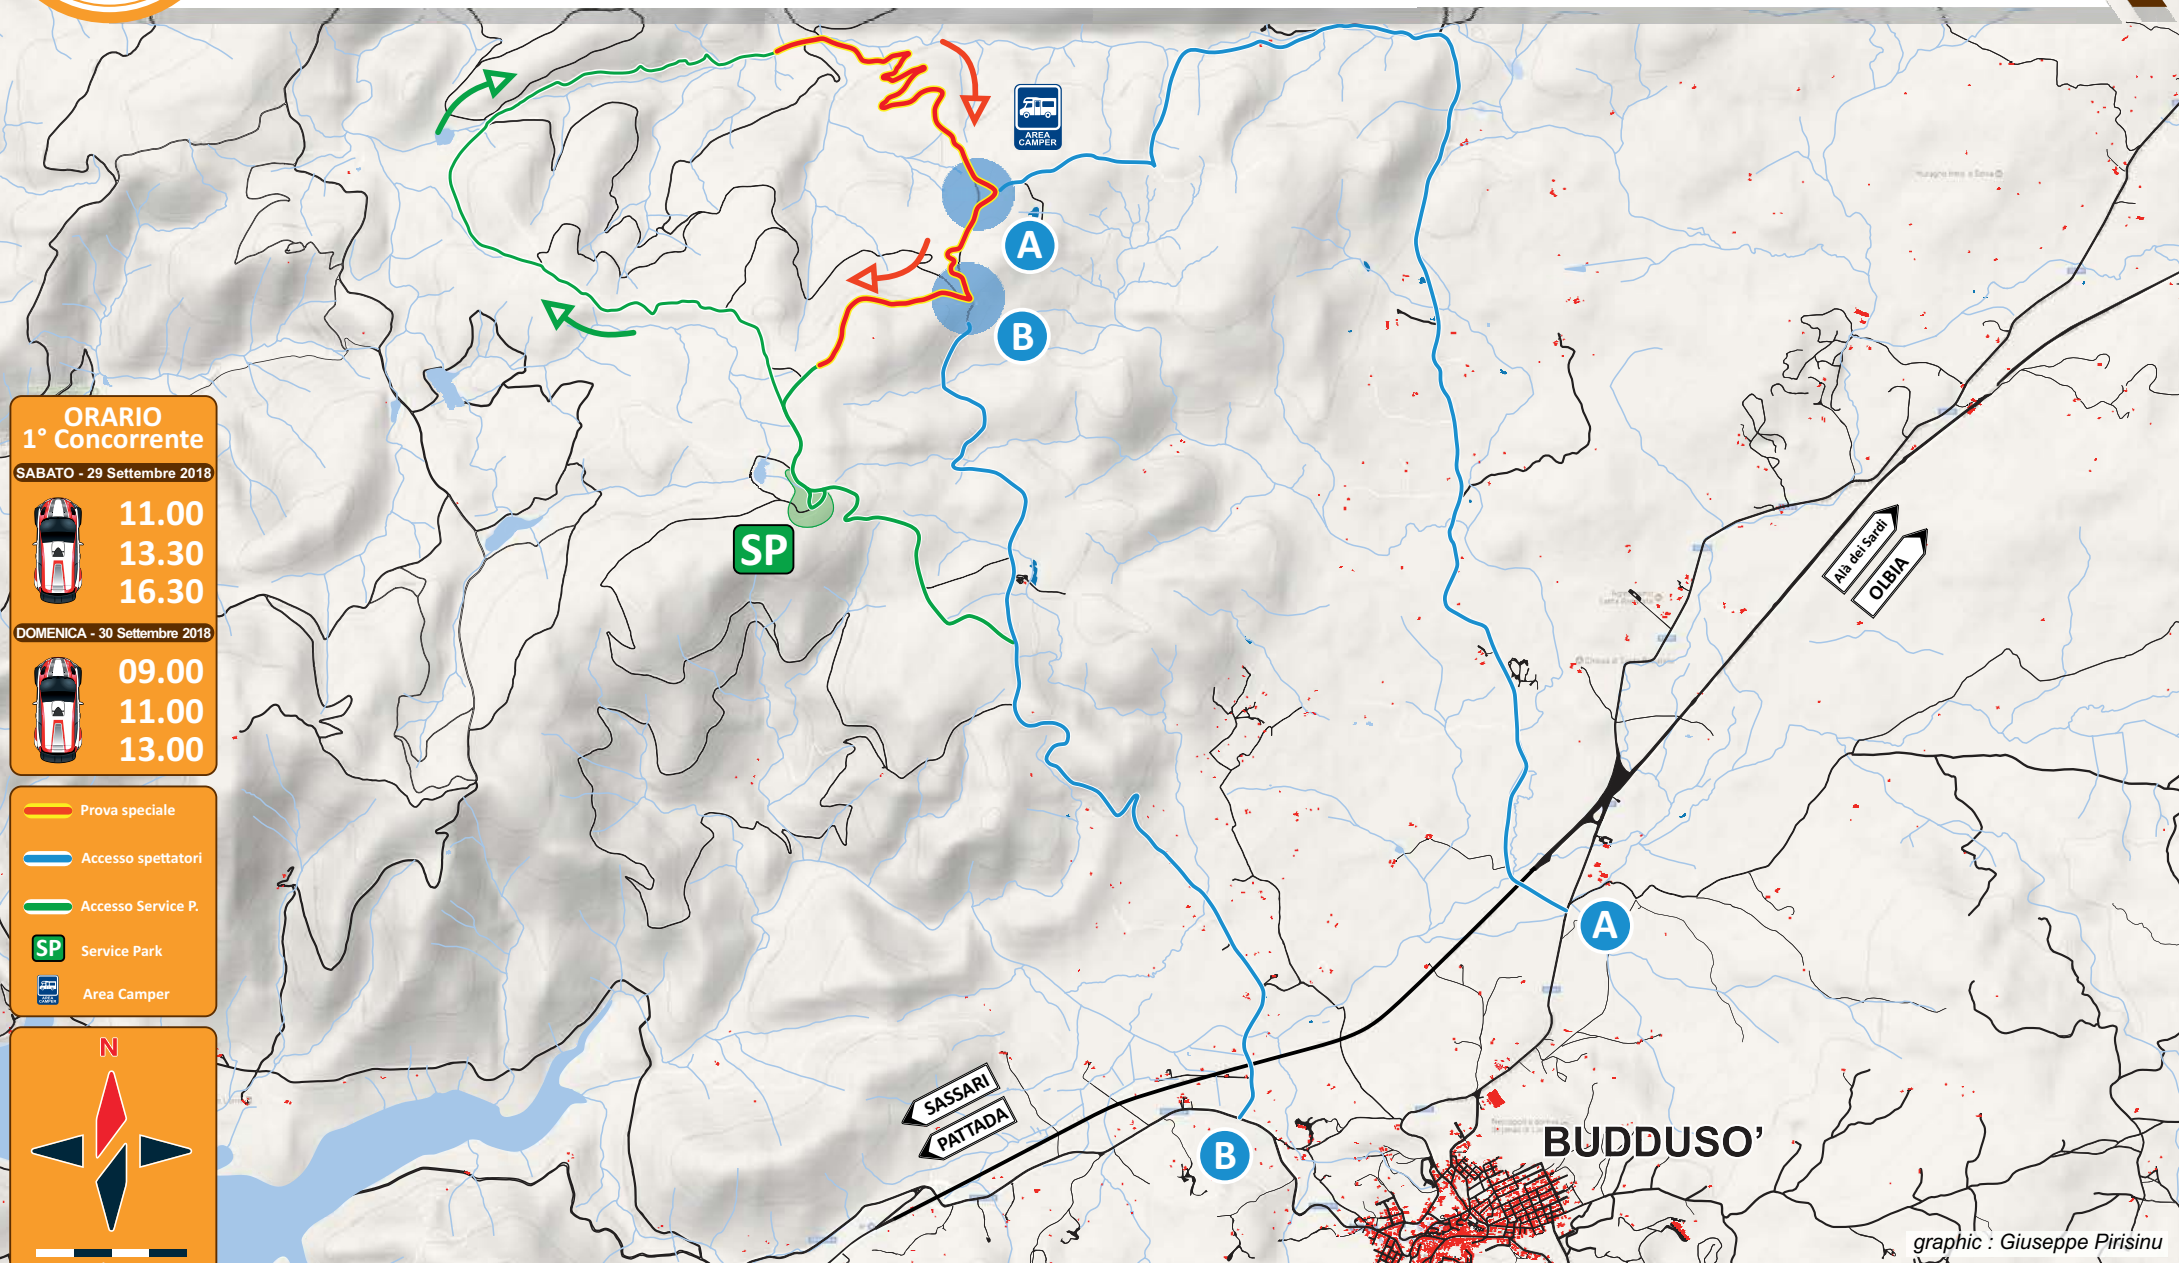 AREA
CAMPER
A
B
ORARIO
1° Concorrente
SABATO - 29 Settembre 2018
11.00
13.30
16.30
DOMENICA - 30 Settembre 2018
09.00
11.00
13.00
SP
Alà dei Sardi
OLBIA
Prova speciale
Accesso spettatori
Accesso Service P.
SP
Service Park
AREA
CAMPER
Area Camper
A
N
SASSARI
PATTADA
B
BUDDUSO’
graphic : Giuseppe Pirisinu